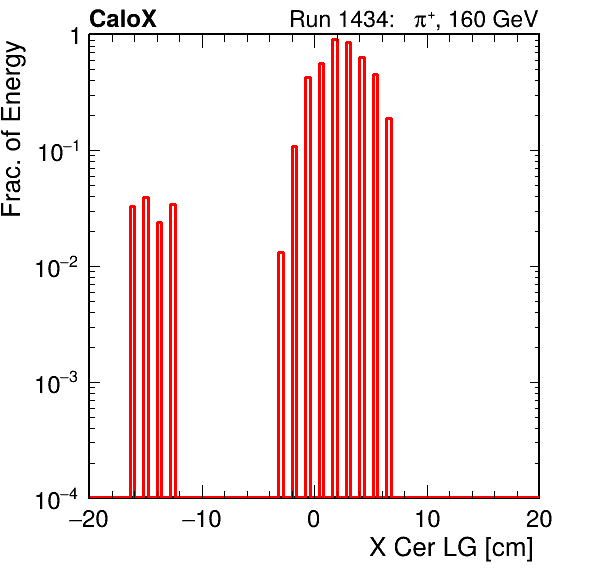 CaloX Run 1434: π⁺, 160 GeV
Frac. of Energy
1
10⁻¹
10⁻²
10⁻³
10⁻⁴
−20 −10 0 10 20
X Cer LG [cm]